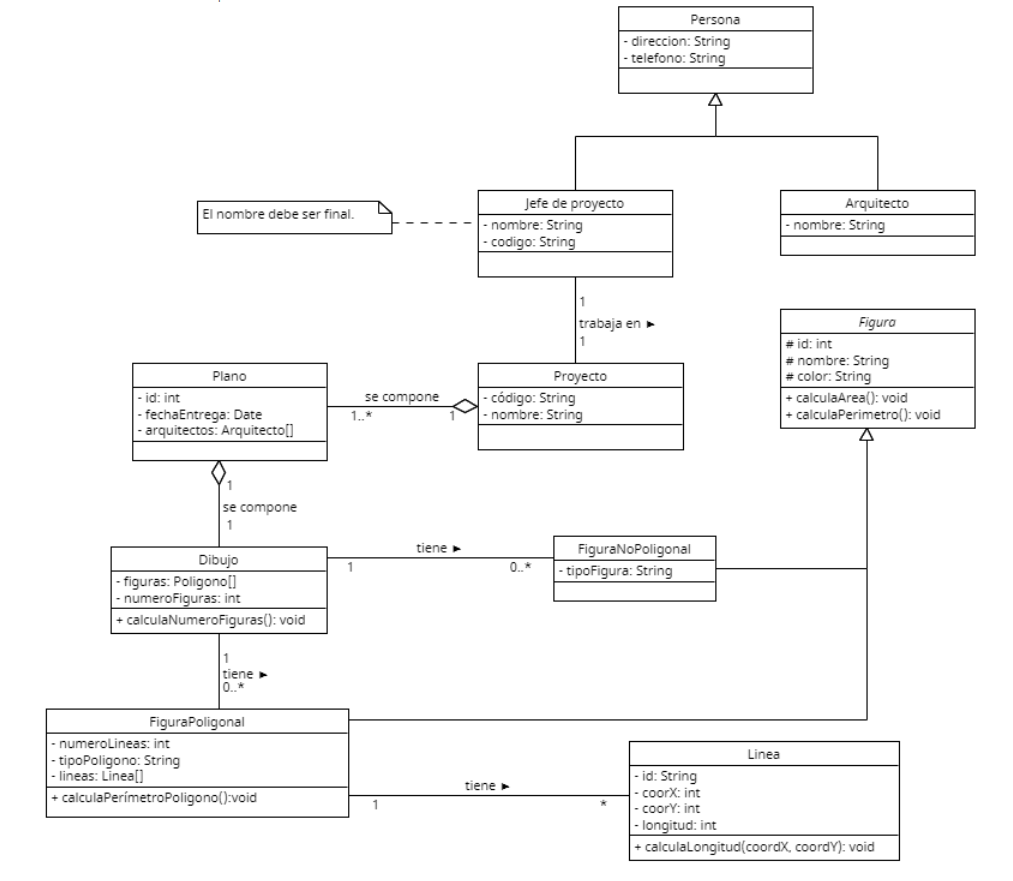 Persona
- direccion: String
- telefono: String
El nombre debe ser final.
Jefe de proyecto
- nombre: String
- codigo: String
Arquitecto
- nombre: String
1
trabaja en ►
1
Figura
# id: int
# nombre: String
# color: String
+ calculaArea(): void
+ calculaPerimetro(): void
Plano
- id: int
- fechaEntrega: Date
- arquitectos: Arquitecto[]
se compone
1..*
1
Proyecto
- código: String
- nombre: String
1
se compone
1
Dibujo
- figuras: Poligono[]
- numeroFiguras: int
+ calculaNumeroFiguras(): void
tiene ►
1
0..*
FiguraNoPoligonal
- tipoFigura: String
1
tiene ►
0..*
FiguraPoligonal
- numeroLineas: int
- tipoPoligono: String
- lineas: Linea[]
+ calculaPerímetroPoligono():void
tiene ►
1
*
Linea
- id: String
- coorX: int
- coorY: int
- longitud: int
+ calculaLongitud(coordX, coordY): void